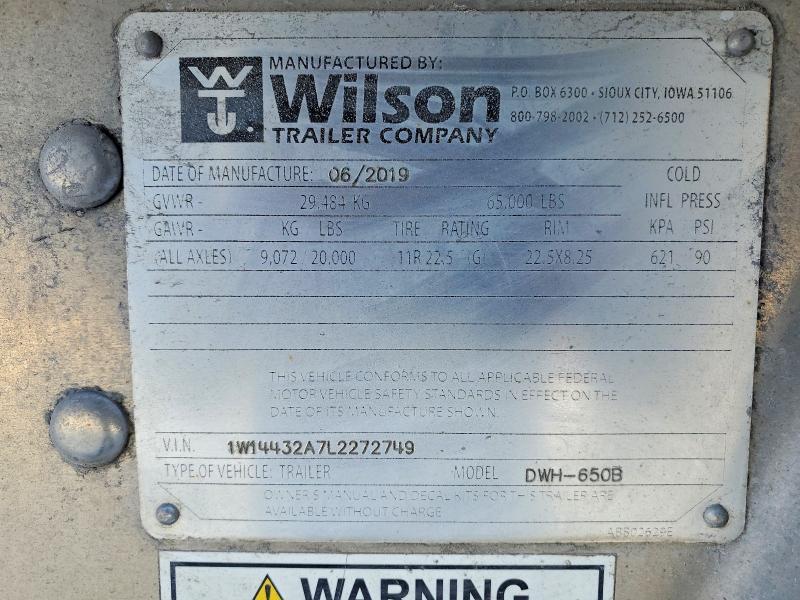 MANUFACTURED BY:
Wilson
TRAILER COMPANY
P.O. BOX 6300 • SIOUX CITY, IOWA 51106
800-798-2002 • (712) 252-6500
DATE OF MANUFACTURE: 06/2019 COLD
GVWR - 29,484 KG 65,000 LBS INFL PRESS
GAWR - KG LBS TIRE RATING RIM KPA PSI
(ALL AXLES) 9,072 / 20,000 11R 22.5 (G) 22.5X8.25 621 90
THIS VEHICLE CONFORMS TO ALL APPLICABLE FEDERAL
MOTOR VEHICLE SAFETY STANDARDS IN EFFECT ON THE
DATE OF ITS MANUFACTURE SHOWN.
V.I.N. 1W14432A7L2272749
TYPE OF VEHICLE: TRAILER MODEL DWH-650B
OWNER'S MANUAL AND DECAL KITS FOR THIS TRAILER ARE
AVAILABLE WITHOUT CHARGE
ABS02629E
WARNING